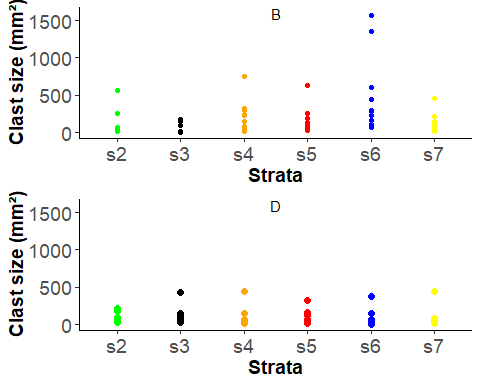 B
Clast size (mm²)
1500
1000
500
0
s2 s3 s4 s5 s6 s7
Strata
D
Clast size (mm²)
1500
1000
500
0
s2 s3 s4 s5 s6 s7
Strata